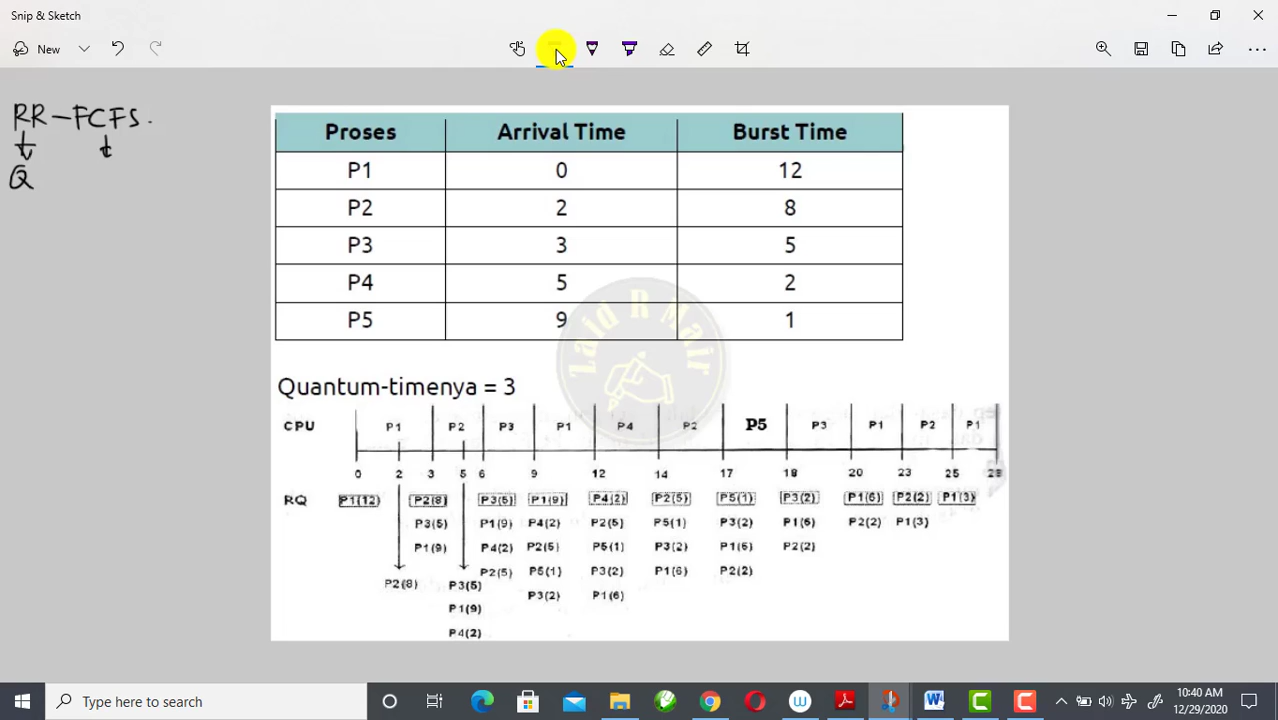 Snip & Sketch
New
RR-FCFS.
Q
Proses Arrival Time Burst Time
P1 0 12
P2 2 8
P3 3 5
P4 5 2
P5 9 1
Laid R Mair
Quantum-timenya = 3
CPU P1 P2 P3 P1 P4 P2 P5 P3 P1 P2 P1
0 2 3 5 6 9 12 14 17 18 20 23 25 28
RQ P1(12) P2(8) P3(5) P1(9) P4(2) P2(5) P5(1) P3(2) P1(6) P2(2) P1(3)
P3(5) P1(9) P4(2) P2(5) P5(1) P3(2) P1(6) P2(2) P1(3)
P1(9) P4(2) P2(5) P5(1) P3(2) P1(6) P2(2)
P2(8) P2(5) P5(1) P3(2) P1(6) P2(2)
P3(5) P3(2) P1(6)
P1(9)
P4(2)
Type here to search
10:40 AM
12/29/2020